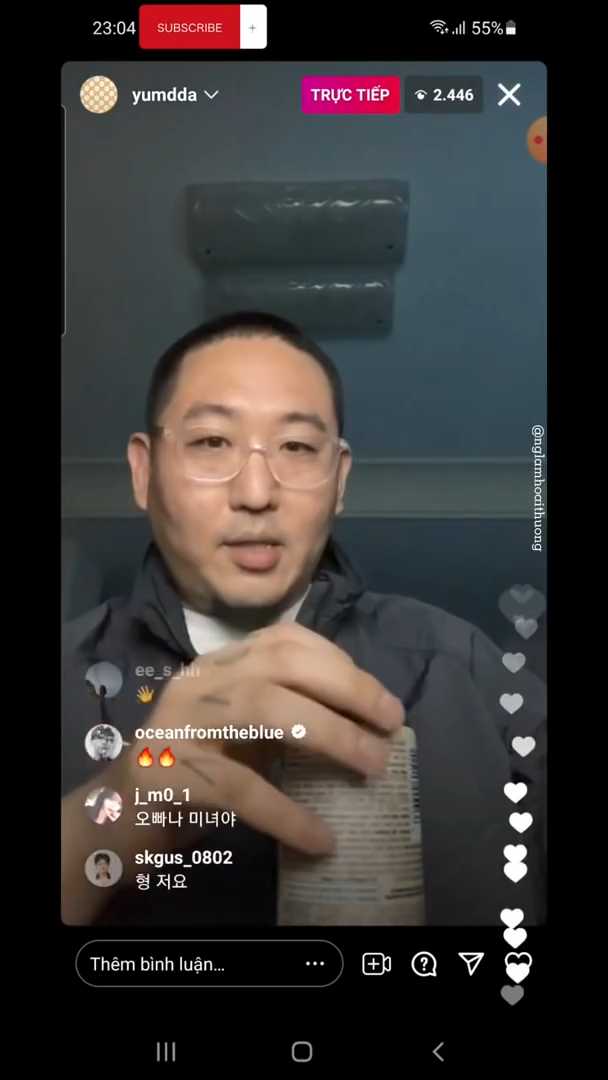 23:04
SUBSCRIBE
+
55%
yumdda
TRỰC TIẾP
2.446
@nglamhoaithuong
ee_s_hh
👋
oceanfromtheblue
🔥🔥
j_m0_1
오빠나 미녀야
skgus_0802
형 저요
Thêm bình luận...